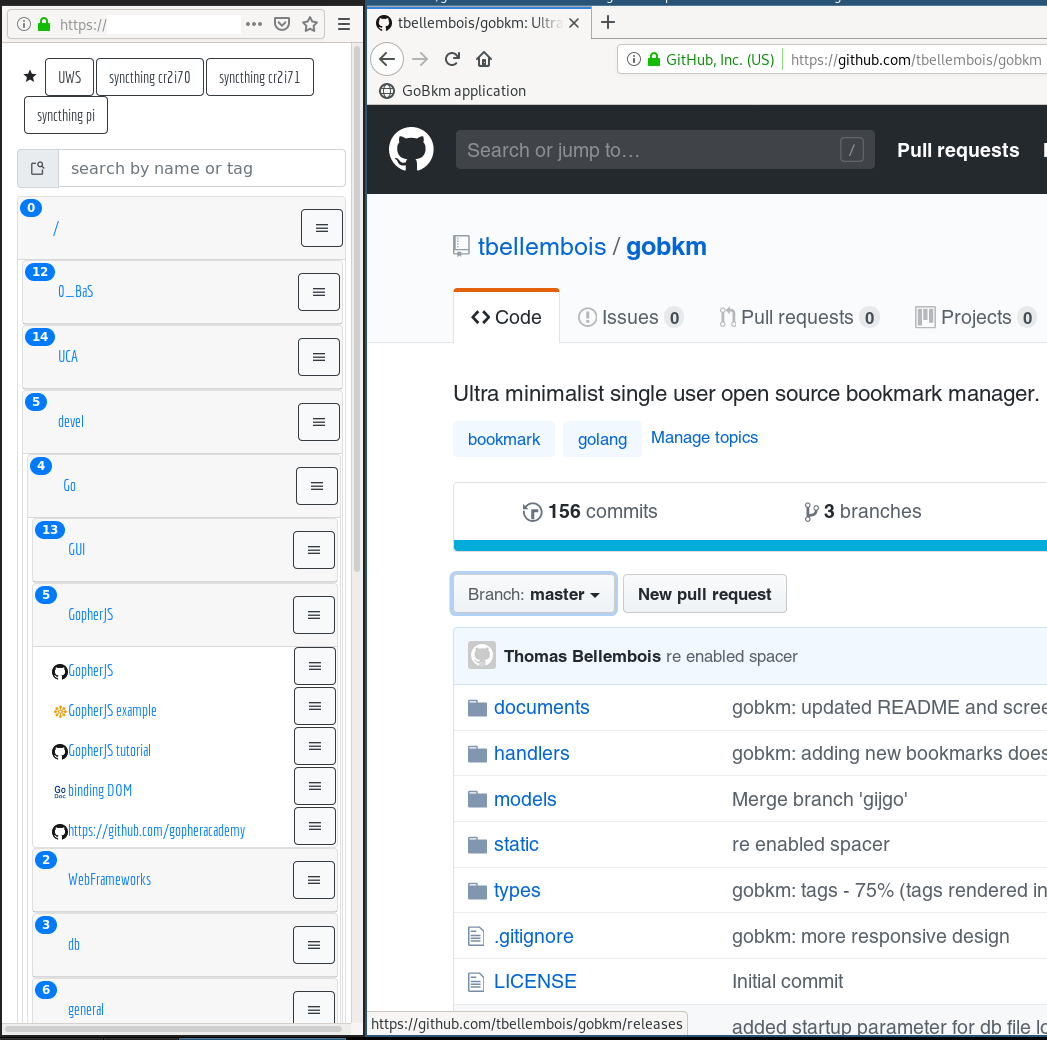 https://
UWS
syncthing cr2i70
syncthing cr2i71
syncthing pi
search by name or tag
0
/
12
0_BaS
14
UCA
5
devel
4
Go
13
GUI
5
GopherJS
GopherJS
GopherJS example
GopherJS tutorial
Go Doc binding DOM
https://github.com/gopheracademy
2
WebFrameworks
3
db
6
general
tbellembois/gobkm: Ultra
GitHub, Inc. (US) https://github.com/tbellembois/gobkm
GoBkm application
Search or jump to… /
Pull requests
tbellembois / gobkm
Code Issues 0 Pull requests 0 Projects 0
Ultra minimalist single user open source bookmark manager.
bookmark golang Manage topics
156 commits 3 branches
Branch: master New pull request
Thomas Bellembois re enabled spacer
documents gobkm: updated README and scree
handlers gobkm: adding new bookmarks does
models Merge branch 'gijgo'
static re enabled spacer
types gobkm: tags - 75% (tags rendered in
.gitignore gobkm: more responsive design
LICENSE Initial commit
added startup parameter for db file lo
https://github.com/tbellembois/gobkm/releases